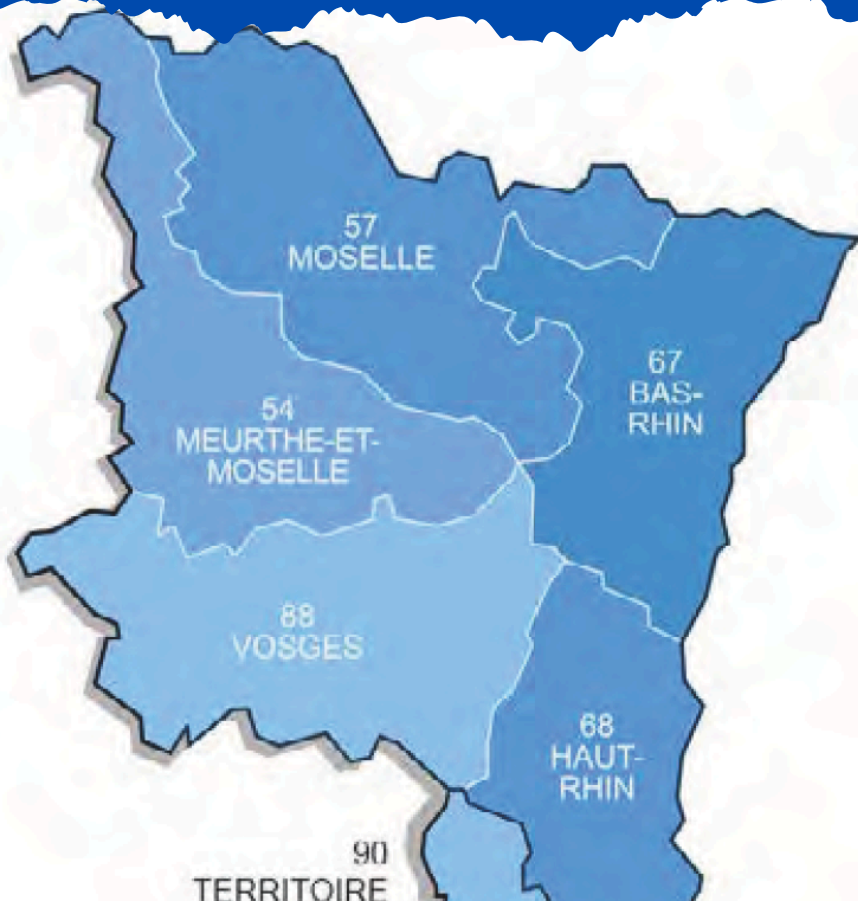 57
MOSELLE
67
BAS-
RHIN
54
MEURTHE-ET-
MOSELLE
88
VOSGES
68
HAUT-
RHIN
90
TERRITOIRE